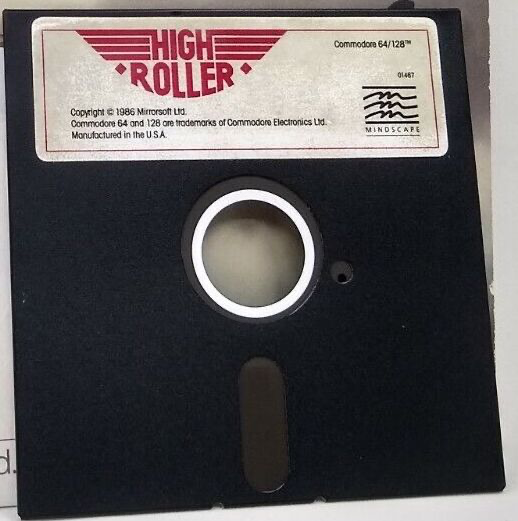 HIGH
ROLLER
Commodore 64/128™
01487
Copyright © 1986 Mirrorsoft Ltd.
Commodore 64 and 128 are trademarks of Commodore Electronics Ltd.
Manufactured in the U.S.A.
MINDSCAPE
d.